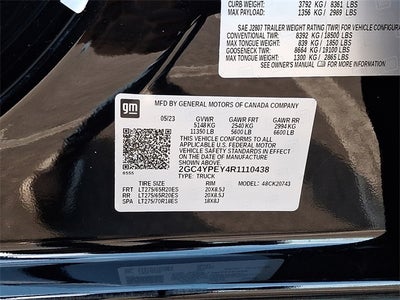 CURB WEIGHT: 3792 KG / 8361 LBS
MAX PAYLOAD: 1356 KG / 2989 LBS
SAE J2807 TRAILER WEIGHT RATING (TWR) FOR VEHICLE CONFIGURA
CONVENTIONAL TWR: 8392 KG / 18500 LBS
MAX TONGUE WEIGHT: 839 KG / 1850 LBS
GOOSENECK TWR: 8664 KG / 19100 LBS
MAX TONGUE WEIGHT: 1300 KG / 2865 LBS
SEE OWNER'S MANUAL FOR MORE INFORMATION
gm
MFD BY GENERAL MOTORS OF CANADA COMPANY
05/23 GVWR GAWR FRT GAWR RR
5148 KG 2540 KG 2994 KG
11350 LB 5600 LB 6600 LB
THIS VEHICLE CONFORMS TO ALL APPLICABLE
U.S. FEDERAL MOTOR VEHICLE SAFETY STANDARDS
IN EFFECT ON THE DATE OF MANUFACTURE
SHOWN ABOVE.
2GC4YPEY4R1110438
TYPE: TRUCK
TIRE SIZE RIM MODEL: 48CK20743
FRT LT275/65R20ES 20X8.5J
RR LT275/65R20ES 20X8.5J
SPA LT275/70R18ES 18X8J